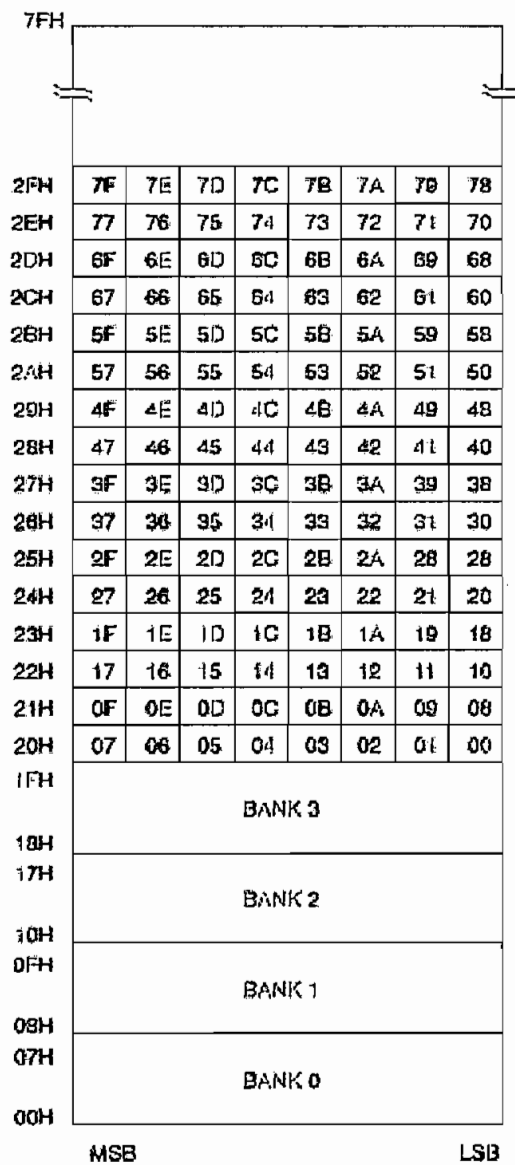 7FH
2FH 7F 7E 7D 7C 7B 7A 79 78
2EH 77 76 75 74 73 72 71 70
2DH 6F 6E 6D 6C 6B 6A 69 68
2CH 67 66 65 64 63 62 61 60
2BH 5F 5E 5D 5C 5B 5A 59 58
2AH 57 56 55 54 53 52 51 50
29H 4F 4E 4D 4C 4B 4A 49 48
28H 47 46 45 44 43 42 41 40
27H 3F 3E 3D 3C 3B 3A 39 38
26H 37 36 35 34 33 32 31 30
25H 2F 2E 2D 2C 2B 2A 28 28
24H 27 26 25 24 23 22 21 20
23H 1F 1E 1D 1C 1B 1A 19 18
22H 17 16 15 14 13 12 11 10
21H 0F 0E 0D 0C 0B 0A 09 08
20H 07 06 05 04 03 02 01 00
1FH
BANK 3
18H
17H
BANK 2
10H
0FH
BANK 1
08H
07H
BANK 0
00H
MSB LSB